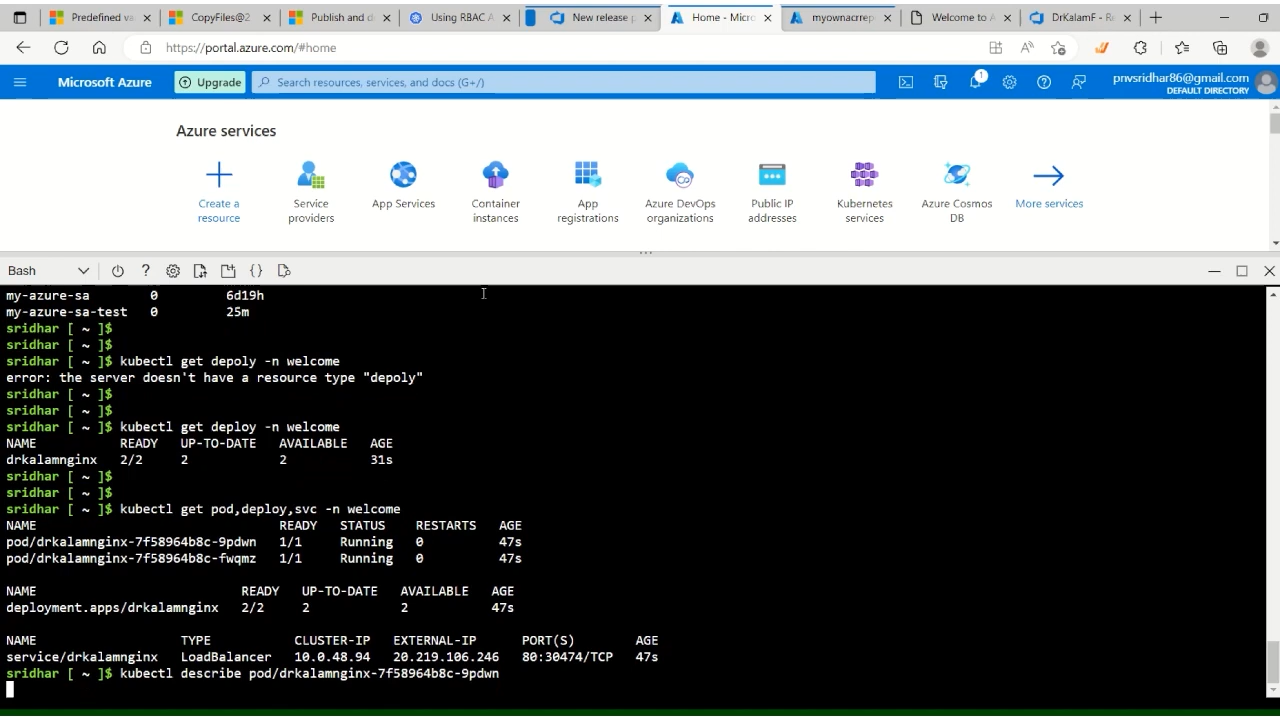 Predefined va
CopyFiles@2
Publish and d
Using RBAC A
New release p
Home - Micro
myownacrrep
Welcome to A
DrKalamF - Re
https://portal.azure.com/#home
Microsoft Azure
Upgrade
Search resources, services, and docs (G+/)
1
pnvsridhar86@gmail.com
DEFAULT DIRECTORY
Azure services
Create a resource
Service providers
App Services
Container instances
App registrations
Azure DevOps organizations
Public IP addresses
Kubernetes services
Azure Cosmos DB
More services
Bash
my-azure-sa 0 6d19h
my-azure-sa-test 0 25m
sridhar [ ~ ]$
sridhar [ ~ ]$
sridhar [ ~ ]$ kubectl get depoly -n welcome
error: the server doesn't have a resource type "depoly"
sridhar [ ~ ]$
sridhar [ ~ ]$
sridhar [ ~ ]$ kubectl get deploy -n welcome
NAME READY UP-TO-DATE AVAILABLE AGE
drkalamnginx 2/2 2 2 31s
sridhar [ ~ ]$
sridhar [ ~ ]$
sridhar [ ~ ]$ kubectl get pod,deploy,svc -n welcome
NAME READY STATUS RESTARTS AGE
pod/drkalamnginx-7f58964b8c-9pdwn 1/1 Running 0 47s
pod/drkalamnginx-7f58964b8c-fwqmz 1/1 Running 0 47s
NAME READY UP-TO-DATE AVAILABLE AGE
deployment.apps/drkalamnginx 2/2 2 2 47s
NAME TYPE CLUSTER-IP EXTERNAL-IP PORT(S) AGE
service/drkalamnginx LoadBalancer 10.0.48.94 20.219.106.246 80:30474/TCP 47s
sridhar [ ~ ]$ kubectl describe pod/drkalamnginx-7f58964b8c-9pdwn